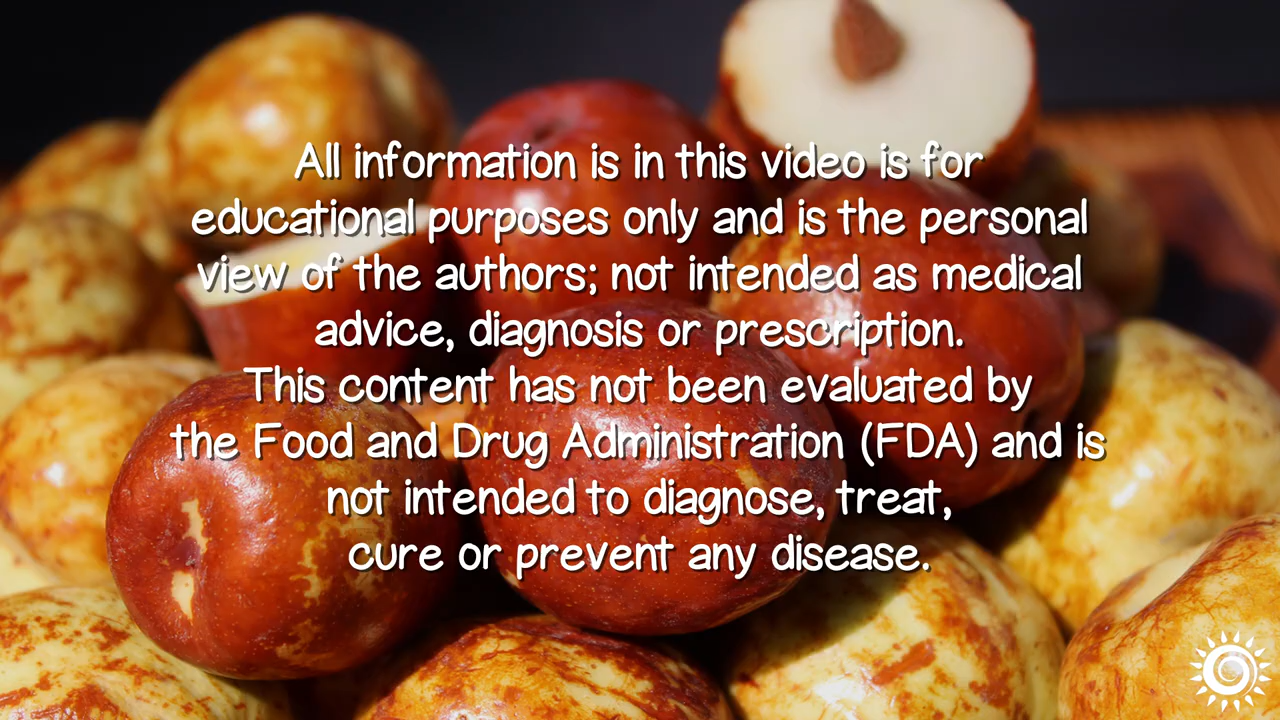 All information is in this video is for
educational purposes only and is the personal
view of the authors; not intended as medical
advice, diagnosis or prescription.
This content has not been evaluated by
the Food and Drug Administration (FDA) and is
not intended to diagnose, treat,
cure or prevent any disease.